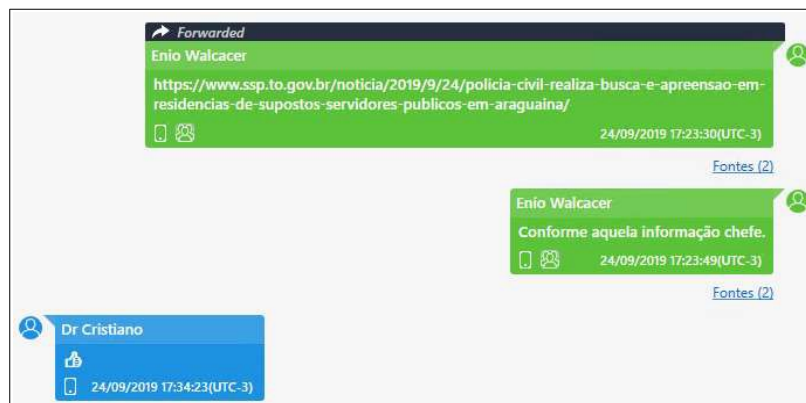 Forwarded
Enio Walcacer
https://www.ssp.to.gov.br/noticia/2019/9/24/policia-civil-realiza-busca-e-apreensao-em-
residencias-de-supostos-servidores-publicos-em-araguaina/
24/09/2019 17:23:30(UTC-3)
Fontes (2)
Enio Walcacer
Conforme aquela informação chefe.
24/09/2019 17:23:49(UTC-3)
Fontes (2)
Dr Cristiano
👍
24/09/2019 17:34:23(UTC-3)